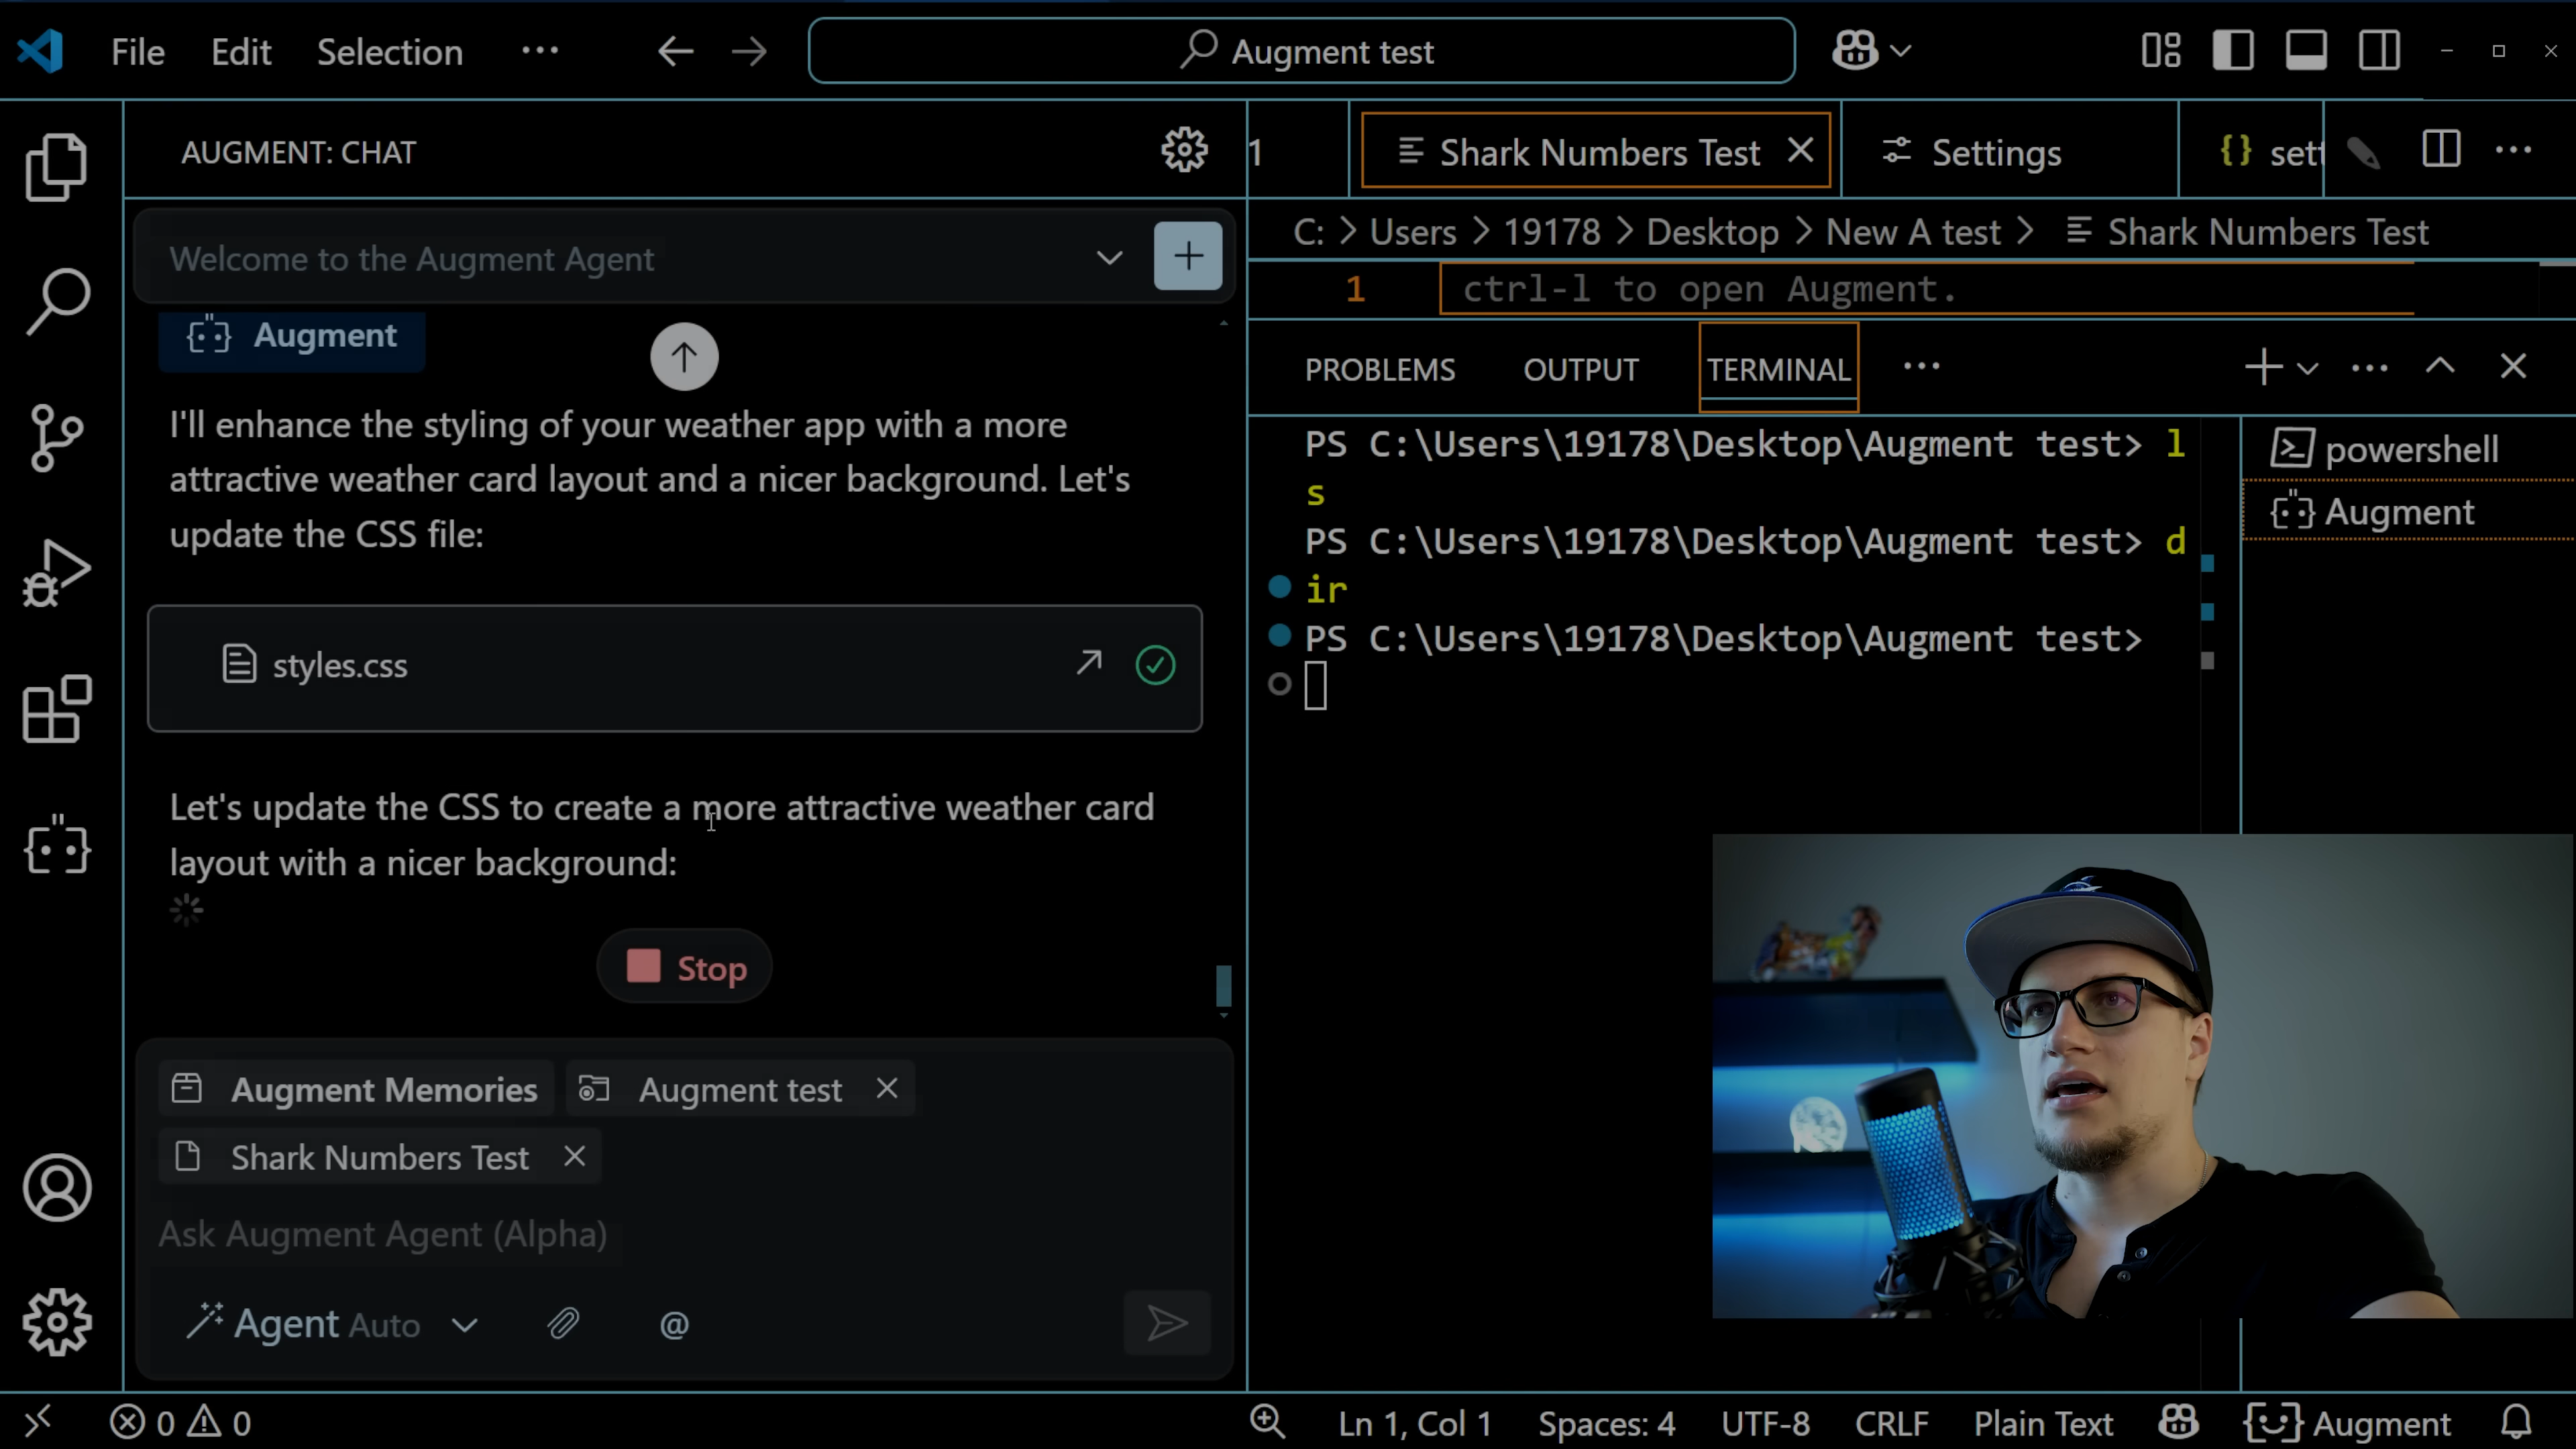 File Edit Selection ··· Augment test
AUGMENT: CHAT
1 Shark Numbers Test Settings {} sett ···
Welcome to the Augment Agent
C: > Users > 19178 > Desktop > New A test > Shark Numbers Test
1 ctrl-l to open Augment.
Augment
PROBLEMS OUTPUT TERMINAL ···
I'll enhance the styling of your weather app with a more
attractive weather card layout and a nicer background. Let's
update the CSS file:
styles.css
Let's update the CSS to create a more attractive weather card
layout with a nicer background:
Stop
PS C:\Users\19178\Desktop\Augment test> l
s
PS C:\Users\19178\Desktop\Augment test> d
ir
PS C:\Users\19178\Desktop\Augment test>
powershell
Augment
Augment Memories Augment test
Shark Numbers Test
Ask Augment Agent (Alpha)
Agent Auto @
0 0 Ln 1, Col 1 Spaces: 4 UTF-8 CRLF Plain Text Augment